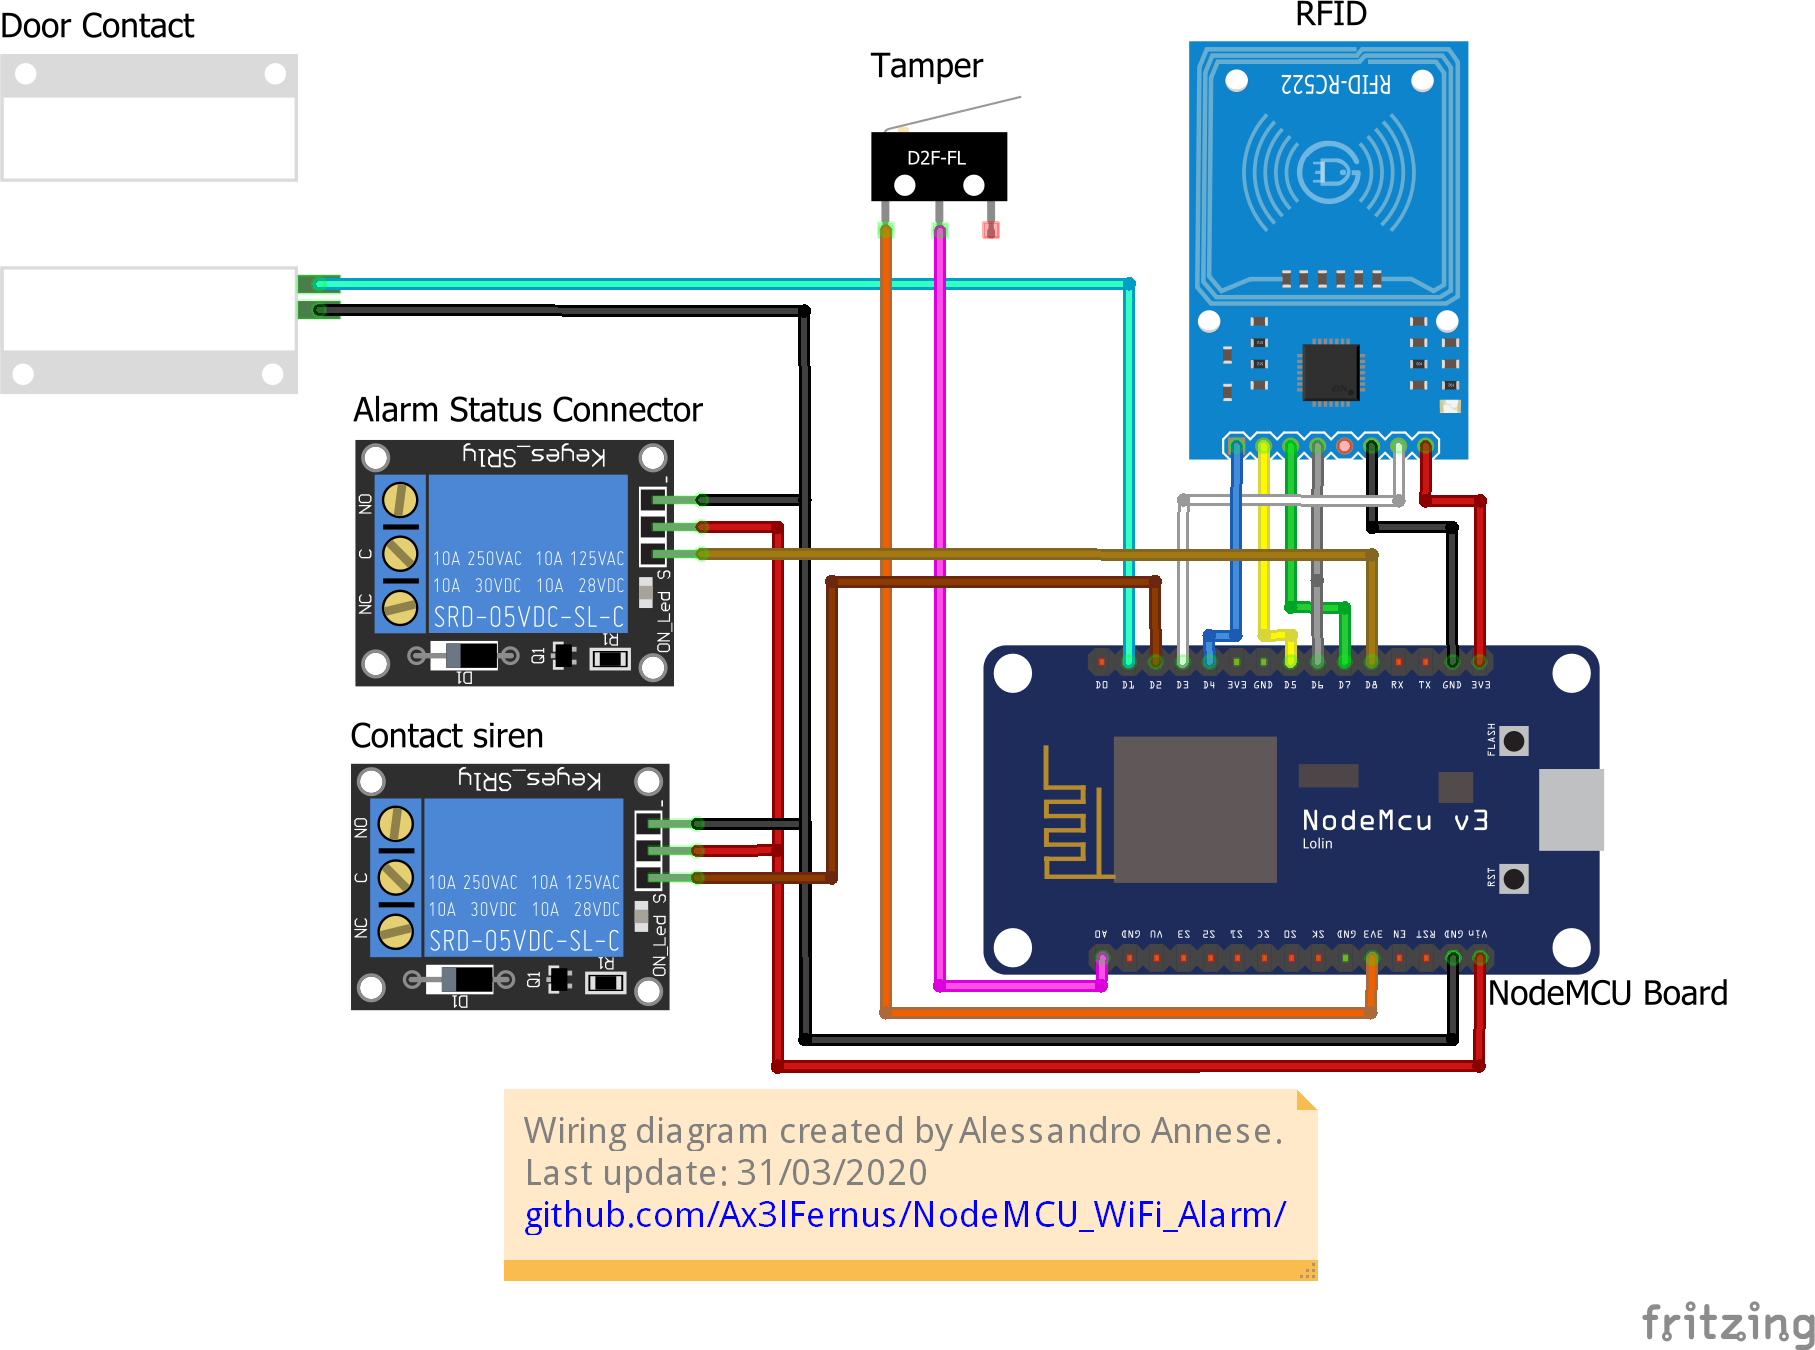 Door Contact
Tamper
RFID
RFID-RC522
D2F-FL
Alarm Status Connector
Keyes_SRly
NO
C
NC
10A 250VAC 10A 125VAC
10A 30VDC 10A 28VDC
SRD-05VDC-SL-C
-
S
ON_Led
D1
Q1
R1
Contact siren
Keyes_SRly
NO
C
NC
10A 250VAC 10A 125VAC
10A 30VDC 10A 28VDC
SRD-05VDC-SL-C
-
S
ON_Led
D1
Q1
R1
D0 D1 D2 D3 D4 3V3 GND D5 D6 D7 D8 RX TX GND 3V3
FLASH
NodeMcu v3
Lolin
RST
A0 GND VU S3 S2 S1 SC SO SK GND 3V3 EN RST GND Vin
NodeMCU Board
Wiring diagram created by Alessandro Annese.
Last update: 31/03/2020
github.com/Ax3lFernus/NodeMCU_WiFi_Alarm/
fritzing